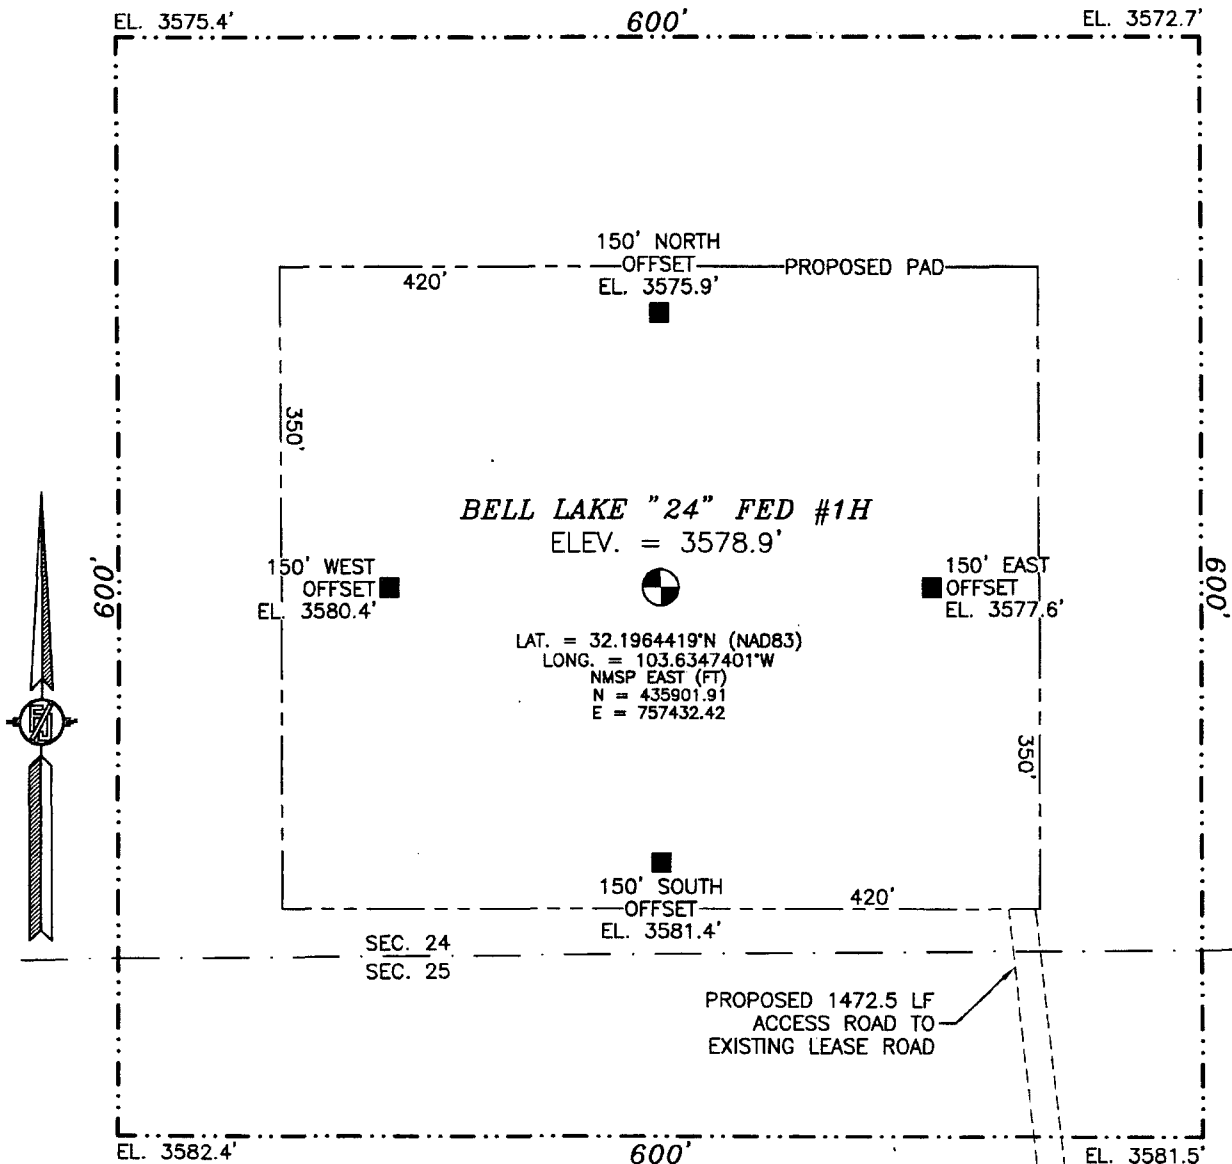 EL. 3575.4'
600'
EL. 3572.7'
150' NORTH
OFFSET
EL. 3575.9'
PROPOSED PAD
420'
350'
BELL LAKE "24" FED #1H
ELEV. = 3578.9'
600'
150' WEST
OFFSET
EL. 3580.4'
150' EAST
OFFSET
EL. 3577.6'
600'
LAT. = 32.1964419°N (NAD83)
LONG. = 103.6347401°W
NMSP EAST (FT)
N = 435901.91
E = 757432.42
350'
150' SOUTH
OFFSET
EL. 3581.4'
420'
SEC. 24
SEC. 25
PROPOSED 1472.5 LF
ACCESS ROAD TO
EXISTING LEASE ROAD
EL. 3582.4'
600'
EL. 3581.5'